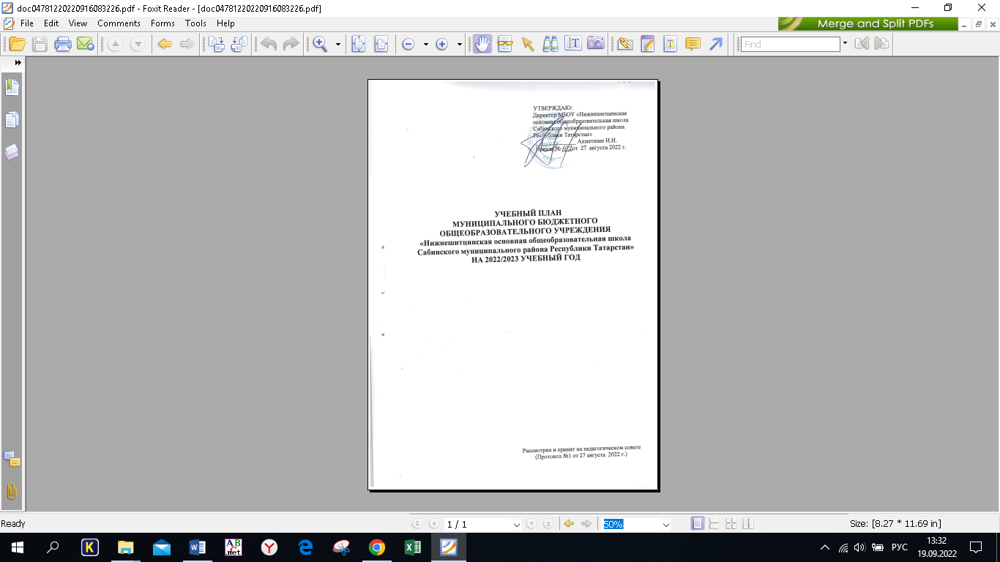 doc04781220220916083226.pdf - Foxit Reader - [doc04781220220916083226.pdf]
File Edit View Comments Forms Tools Help
Merge and Split PDFs
Find
УТВЕРЖДАЮ:
Директор МБОУ «Нижнешитцинская
основная общеобразовательная школа
Сабинского муниципального района
Республики Татарстан»
Ахметшин И.И.
Приказ № от 27 августа 2022 г.
УЧЕБНЫЙ ПЛАН
МУНИЦИПАЛЬНОГО БЮДЖЕТНОГО
ОБЩЕОБРАЗОВАТЕЛЬНОГО УЧРЕЖДЕНИЯ
«Нижнешитцинская основная общеобразовательная школа
Сабинского муниципального района Республики Татарстан»
НА 2022/2023 УЧЕБНЫЙ ГОД
Рассмотрен и принят на педагогическом совете
(Протокол №1 от 27 августа 2022 г.)
Ready
1 / 1
50%
Size: [8.27 * 11.69 in]
РУС
13:32
19.09.2022